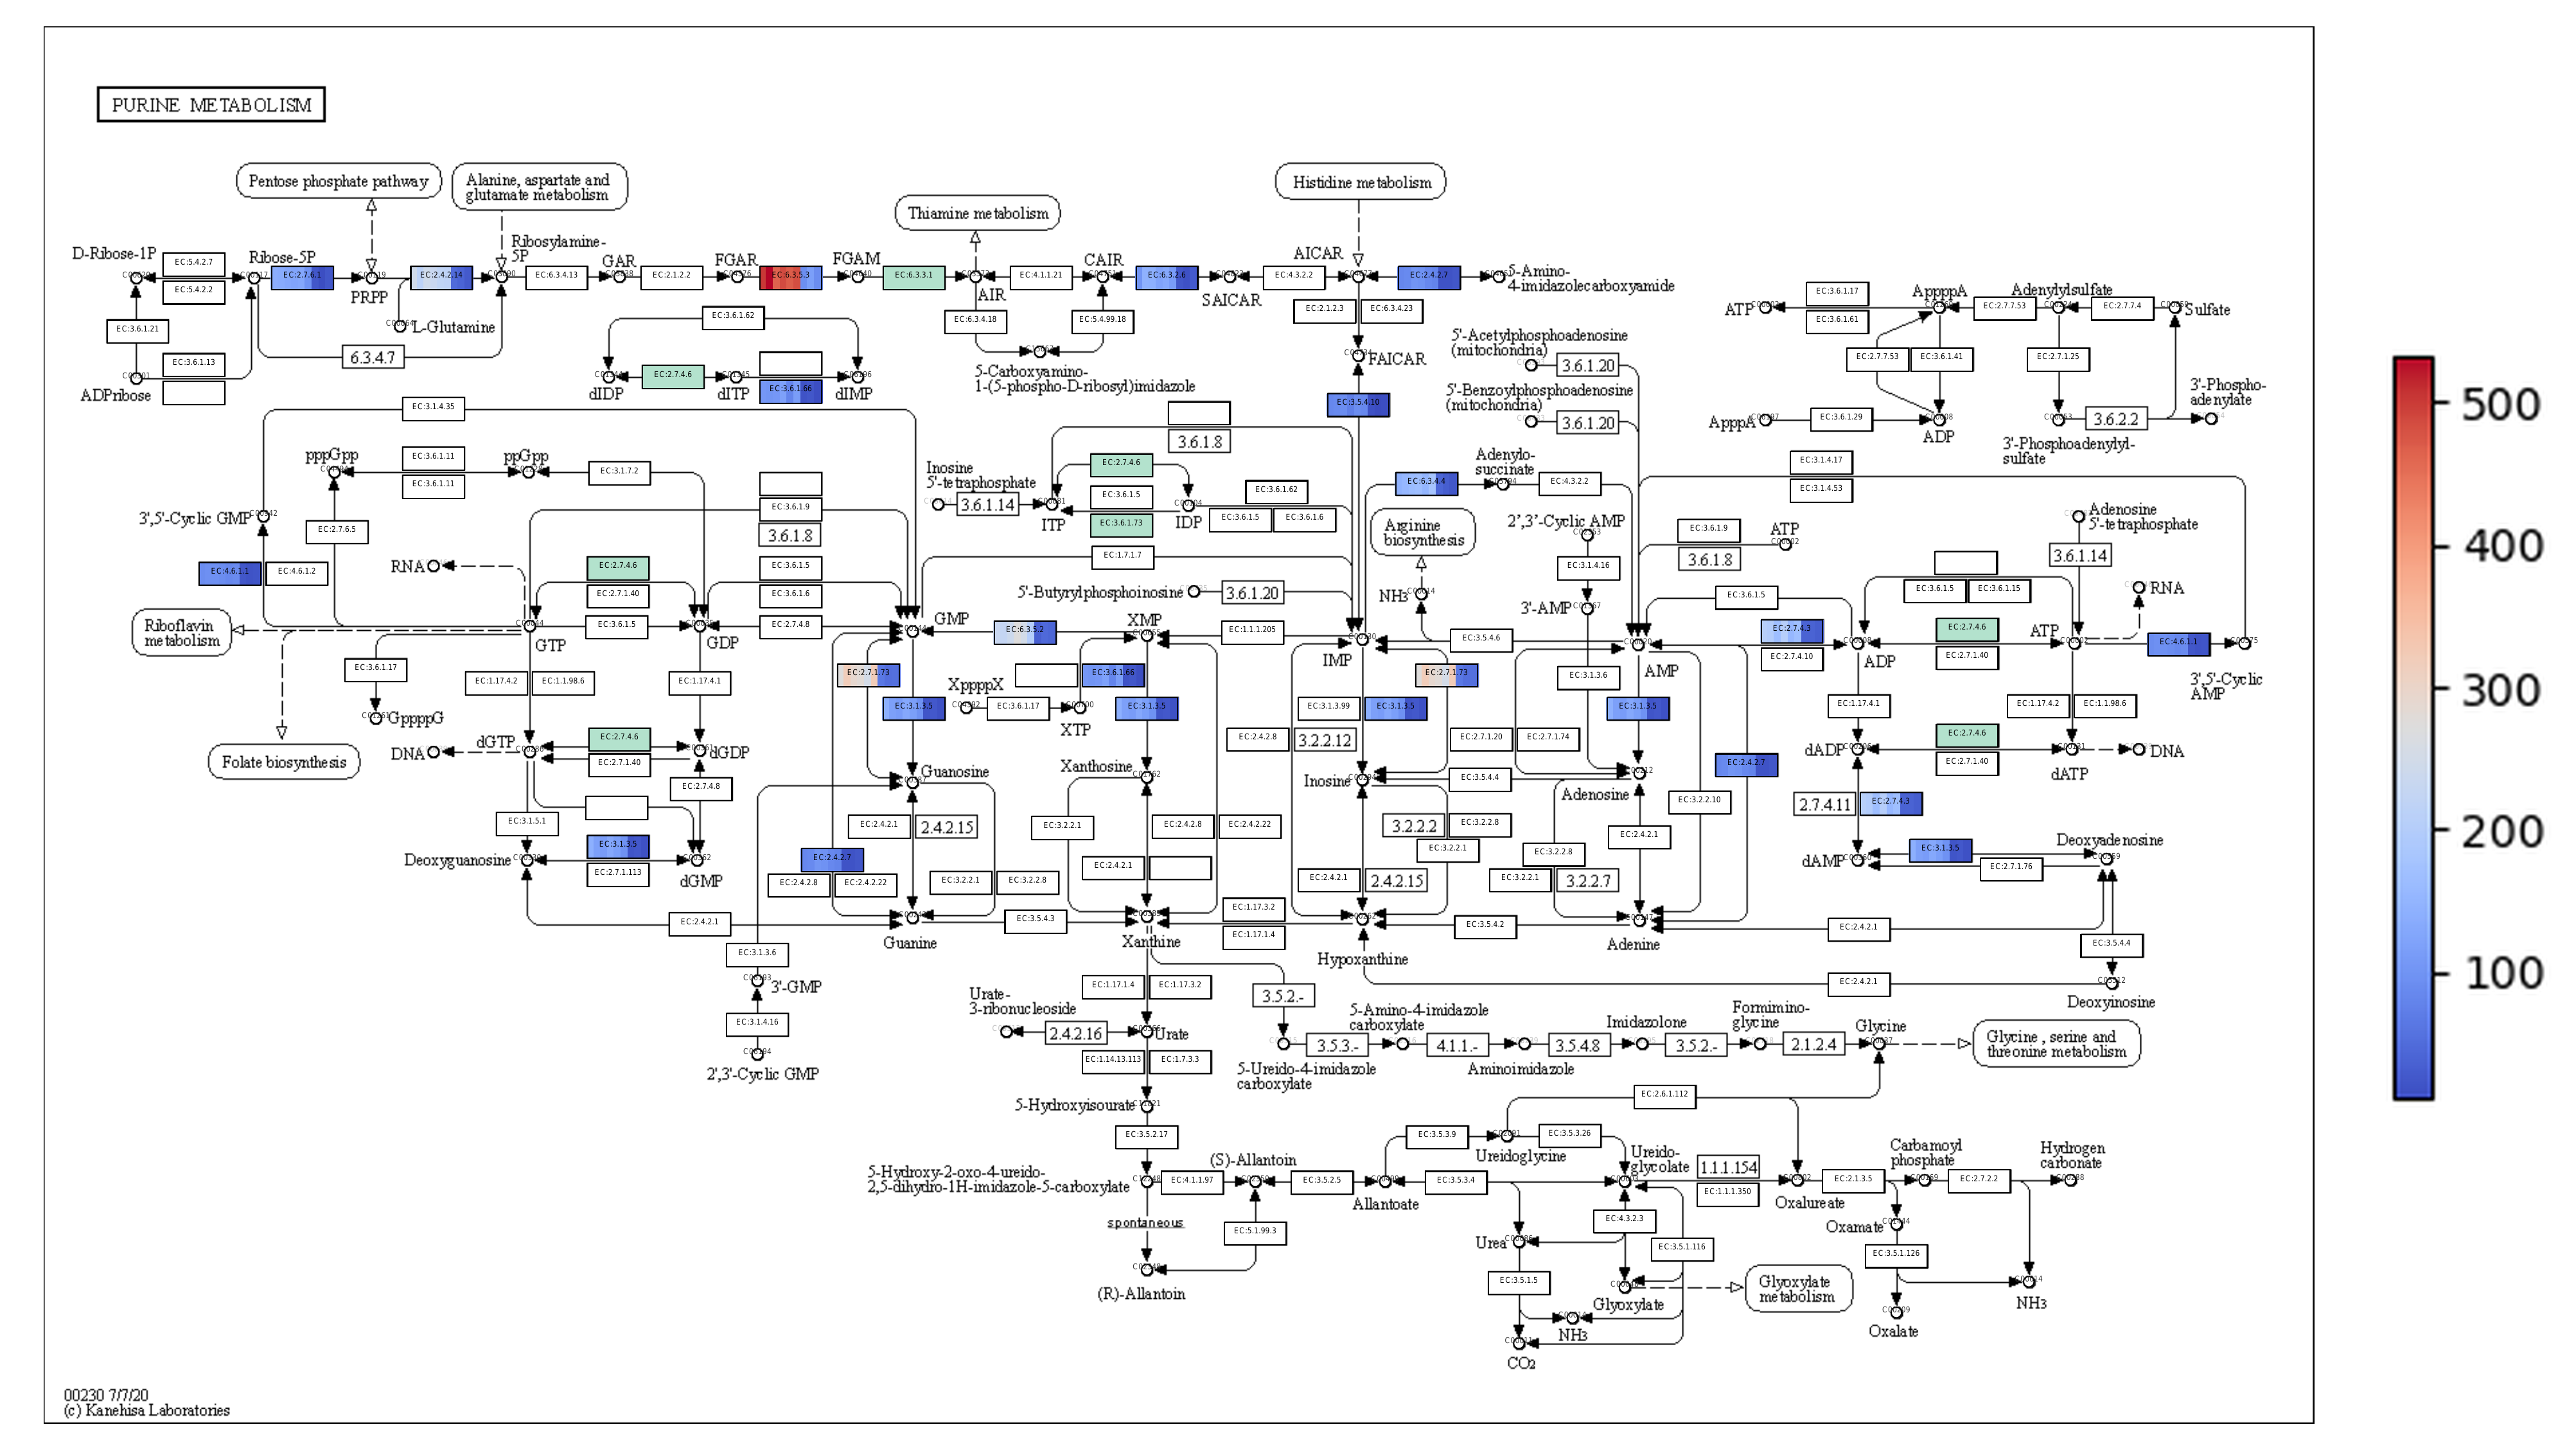 PURINE METABOLISM
Pentose phosphate pathway
Alanine, aspartate and
glutamate metabolism
Thiamine metabolism
Histidine metabolism
D-Ribose-1P
EC:5.4.2.7
EC:5.4.2.2
Ribose-5P
EC:2.7.6.1
PRPP
EC:2.4.2.14
Ribosylamine-
5P
EC:6.3.4.13
GAR
EC:2.1.2.2
FGAR
EC:6.3.5.3
FGAM
EC:6.3.3.1
AIR
EC:4.1.1.21
CAIR
EC:6.3.2.6
SAICAR
EC:4.3.2.2
AICAR
EC:2.4.2.7
5-Amino-
4-imidazolecarboxyamide
EC:3.6.1.21
EC:3.6.1.13
ADPribose
L-Glutamine
6.3.4.7
EC:3.6.1.62
dIDP
EC:2.7.4.6
dITP
EC:3.6.1.66
dIMP
EC:6.3.4.18
EC:5.4.99.18
5-Carboxyamino-
1-(5-phospho-D-ribosyl)imidazole
EC:2.1.2.3
EC:6.3.4.23
FAICAR
EC:3.5.4.10
5'-Acetylphosphoadenosine
(mitochondria)
3.6.1.20
5'-Benzoylphosphoadenosine
(mitochondria)
3.6.1.20
ATP
EC:3.6.1.17
EC:3.6.1.61
AppppA
EC:2.7.7.53
Adenylylsulfate
EC:2.7.7.4
Sulfate
EC:2.7.7.53
EC:3.6.1.41
EC:2.7.1.25
ApppA
EC:3.6.1.29
ADP
3.6.2.2
3'-Phospho-
adenylate
3'-Phosphoadenylyl-
sulfate
EC:3.1.4.35
pppGpp
EC:3.6.1.11
EC:3.6.1.11
ppGpp
EC:3.1.7.2
3',5'-Cyclic GMP
EC:2.7.6.5
EC:4.6.1.1
EC:4.6.1.2
RNA
EC:3.6.1.9
3.6.1.8
EC:2.7.4.6
EC:2.7.1.40
EC:3.6.1.5
EC:3.6.1.6
Inosine
5'-tetraphosphate
3.6.1.14
3.6.1.8
EC:2.7.4.6
EC:3.6.1.5
EC:3.6.1.73
ITP
IDP
EC:3.6.1.62
EC:3.6.1.5
EC:3.6.1.6
EC:1.7.1.7
5'-Butyrylphosphoinosine
3.6.1.20
EC:6.3.4.4
Adenylo-
succinate
EC:4.3.2.2
Arginine
biosynthesis
2',3'-Cyclic AMP
EC:3.1.4.16
3'-AMP
NH3
EC:3.1.4.17
EC:3.1.4.53
EC:3.6.1.9
3.6.1.8
ATP
Adenosine
5'-tetraphosphate
3.6.1.14
RNA
EC:3.6.1.5
EC:3.6.1.5
EC:3.6.1.15
Riboflavin
metabolism
GTP
EC:3.6.1.5
GDP
EC:2.7.4.8
GMP
EC:6.3.5.2
XMP
EC:1.1.1.205
IMP
EC:3.5.4.6
AMP
EC:2.7.4.3
EC:2.7.4.10
ADP
EC:2.7.4.6
EC:2.7.1.40
ATP
EC:4.6.1.1
3',5'-Cyclic
AMP
EC:3.6.1.17
GppppG
EC:1.17.4.2
EC:1.1.98.6
EC:1.17.4.1
EC:2.7.1.73
EC:3.1.3.5
XppppX
EC:3.6.1.17
XTP
EC:3.6.1.66
EC:3.1.3.5
EC:3.1.3.99
EC:3.1.3.5
EC:2.7.1.73
EC:3.1.3.6
EC:3.1.3.5
EC:1.17.4.1
EC:1.17.4.2
EC:1.1.98.6
Folate biosynthesis
DNA
dGTP
EC:2.7.4.6
EC:2.7.1.40
dGDP
EC:2.7.4.8
EC:2.4.2.8
3.2.2.12
EC:2.7.1.20
EC:2.7.1.74
EC:2.4.2.7
dADP
EC:2.7.4.6
EC:2.7.1.40
dATP
DNA
Guanosine
Xanthosine
Inosine
EC:3.5.4.4
Adenosine
EC:3.2.2.10
2.7.4.11
EC:2.7.4.3
EC:3.1.5.1
Deoxyguanosine
EC:3.1.3.5
EC:2.7.1.113
dGMP
EC:2.4.2.1
2.4.2.15
EC:2.4.2.7
EC:2.4.2.8
EC:2.4.2.22
EC:3.2.2.1
EC:3.2.2.8
EC:3.2.2.1
EC:2.4.2.8
EC:2.4.2.22
EC:2.4.2.1
3.2.2.2
EC:3.2.2.8
EC:3.2.2.1
EC:2.4.2.1
2.4.2.15
EC:3.2.2.8
EC:3.2.2.1
3.2.2.7
EC:2.4.2.1
dAMP
EC:3.1.3.5
EC:2.7.1.76
Deoxyadenosine
EC:2.4.2.1
Guanine
EC:3.5.4.3
Xanthine
EC:1.17.3.2
EC:1.17.1.4
Hypoxanthine
EC:3.5.4.2
Adenine
EC:2.4.2.1
EC:3.5.4.4
EC:2.4.2.1
Deoxyinosine
EC:3.1.3.6
3'-GMP
EC:3.1.4.16
2',3'-Cyclic GMP
EC:1.17.1.4
EC:1.17.3.2
Urate-
3-ribonucleoside
2.4.2.16
Urate
EC:1.14.13.113
EC:1.7.3.3
3.5.2.-
5-Ureido-4-imidazole
carboxylate
3.5.3.-
5-Amino-4-imidazole
carboxylate
4.1.1.-
Aminoimidazole
3.5.4.8
Imidazolone
3.5.2.-
Formimino-
glycine
2.1.2.4
Glycine
Glycine , serine and
threonine metabolism
5-Hydroxyisourate
EC:3.5.2.17
5-Hydroxy-2-oxo-4-ureido-
2,5-dihydro-1H-imidazole-5-carboxylate
EC:4.1.1.97
(S)-Allantoin
EC:3.5.2.5
Allantoate
EC:3.5.3.4
EC:3.5.3.9
Ureidoglycine
EC:3.5.3.26
EC:2.6.1.112
Ureido-
glycolate
1.1.1.154
EC:1.1.1.350
Oxalureate
EC:2.1.3.5
Carbamoyl
phosphate
EC:2.7.2.2
Hydrogen
carbonate
spontaneous
EC:5.1.99.3
(R)-Allantoin
Urea
EC:4.3.2.3
EC:3.5.1.116
EC:3.5.1.5
Glyoxylate
Glyoxylate
metabolism
NH3
CO2
Oxamate
EC:3.5.1.126
Oxalate
NH3
00230 7/7/20
(c) Kanehisa Laboratories
500
400
300
200
100